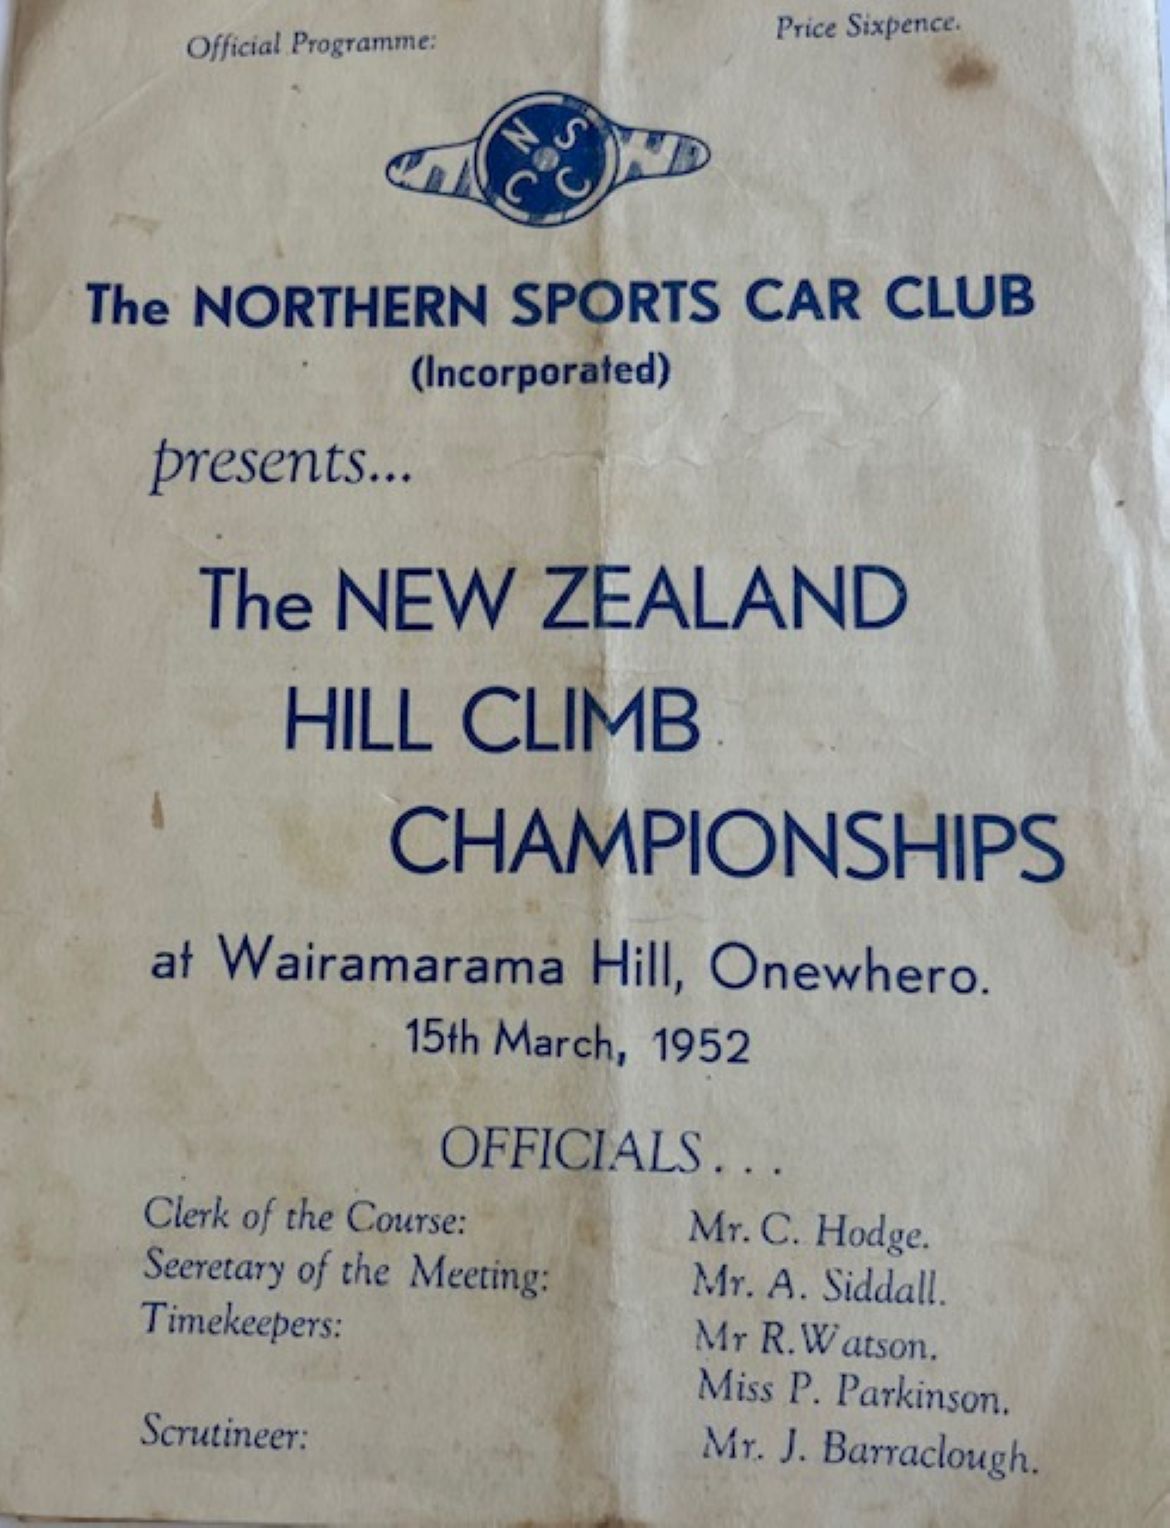 Official Programme: Price Sixpence.
N S
C C
The NORTHERN SPORTS CAR CLUB
(Incorporated)
presents...
The NEW ZEALAND
HILL CLIMB
CHAMPIONSHIPS
at Wairamarama Hill, Onewhero.
15th March, 1952
OFFICIALS...
Clerk of the Course: Mr. C. Hodge.
Seeretary of the Meeting: Mr. A. Siddall.
Timekeepers: Mr R. Watson.
Miss P. Parkinson.
Scrutineer: Mr. J. Barraclough.